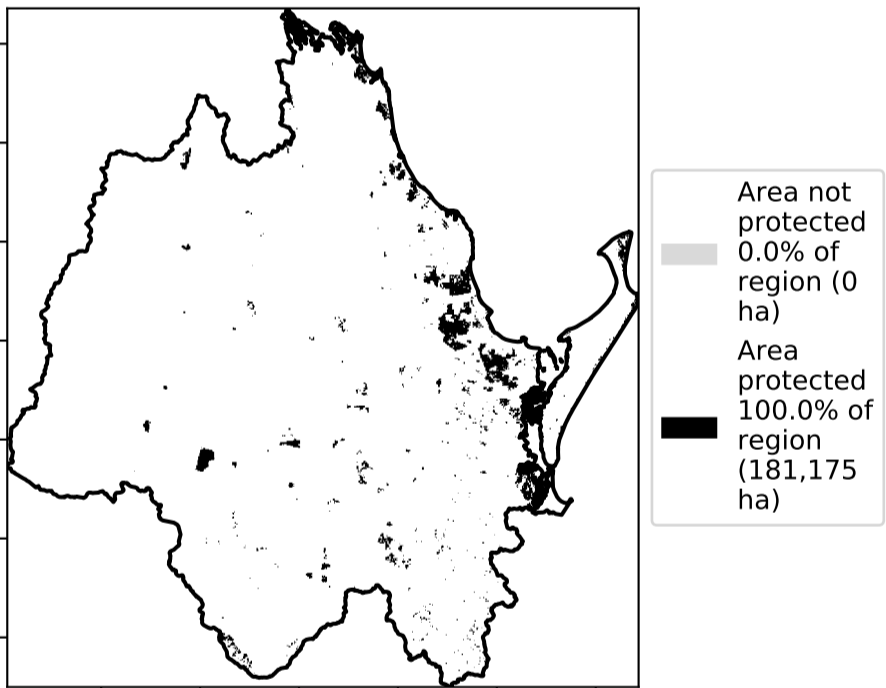 Area not
protected
0.0% of
region (0
ha)
Area
protected
100.0% of
region
(181,175
ha)